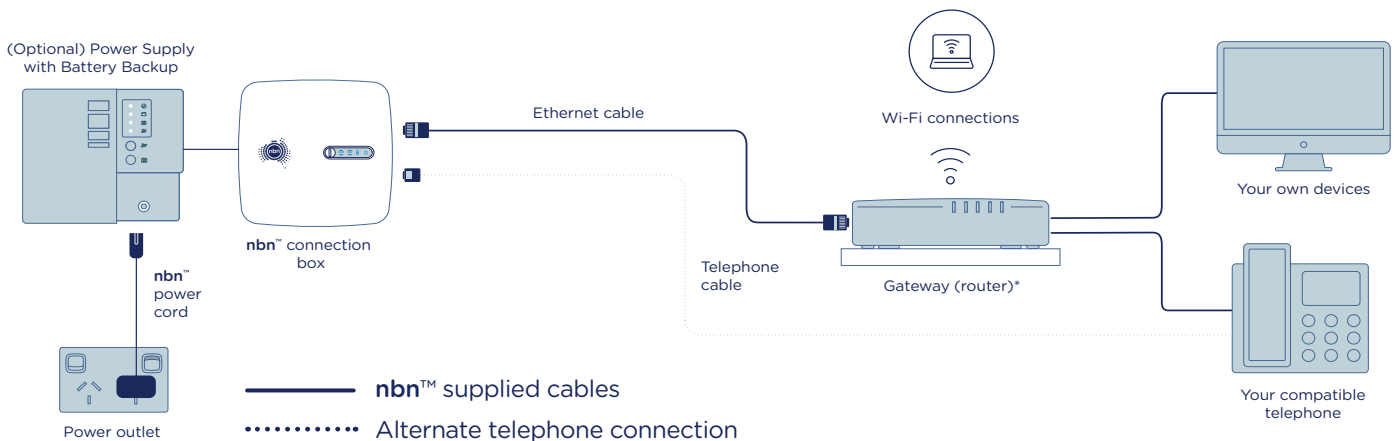 (Optional) Power Supply
with Battery Backup
nbn
nbn™ connection
box
nbn™
power
cord
Power outlet
Ethernet cable
Telephone
cable
Wi-Fi connections
Gateway (router)*
Your own devices
Your compatible
telephone
nbn™ supplied cables
Alternate telephone connection